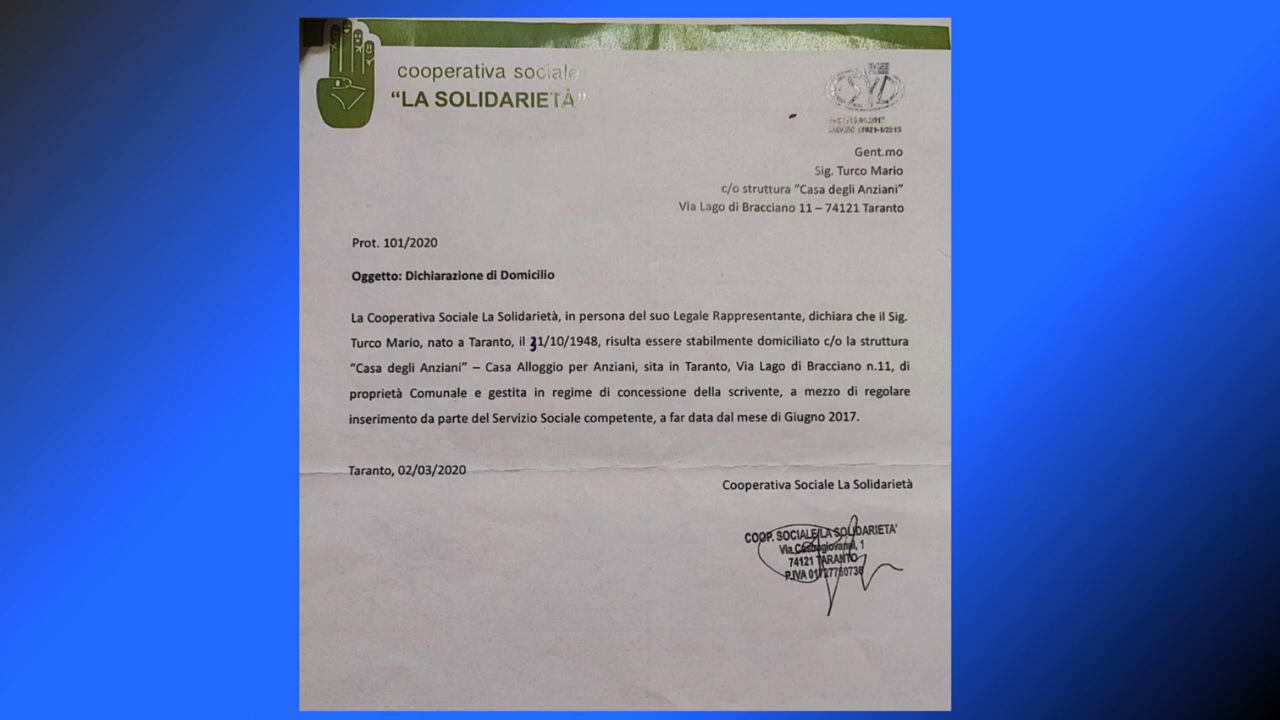 cooperativa sociale
“LA SOLIDARIETÀ”
Gent.mo
Sig. Turco Mario
c/o struttura “Casa degli Anziani”
Via Lago di Bracciano 11 – 74121 Taranto
Prot. 101/2020
Oggetto: Dichiarazione di Domicilio
La Cooperativa Sociale La Solidarietà, in persona del suo Legale Rappresentante, dichiara che il Sig.
Turco Mario, nato a Taranto, il 31/10/1948, risulta essere stabilmente domiciliato c/o la struttura
“Casa degli Anziani” – Casa Alloggio per Anziani, sita in Taranto, Via Lago di Bracciano n.11, di
proprietà Comunale e gestita in regime di concessione della scrivente, a mezzo di regolare
inserimento da parte del Servizio Sociale competente, a far data dal mese di Giugno 2017.
Taranto, 02/03/2020
Cooperativa Sociale La Solidarietà
COOP. SOCIALE LA SOLIDARIETA'
Via 1
74121 TARANTO
P.IVA